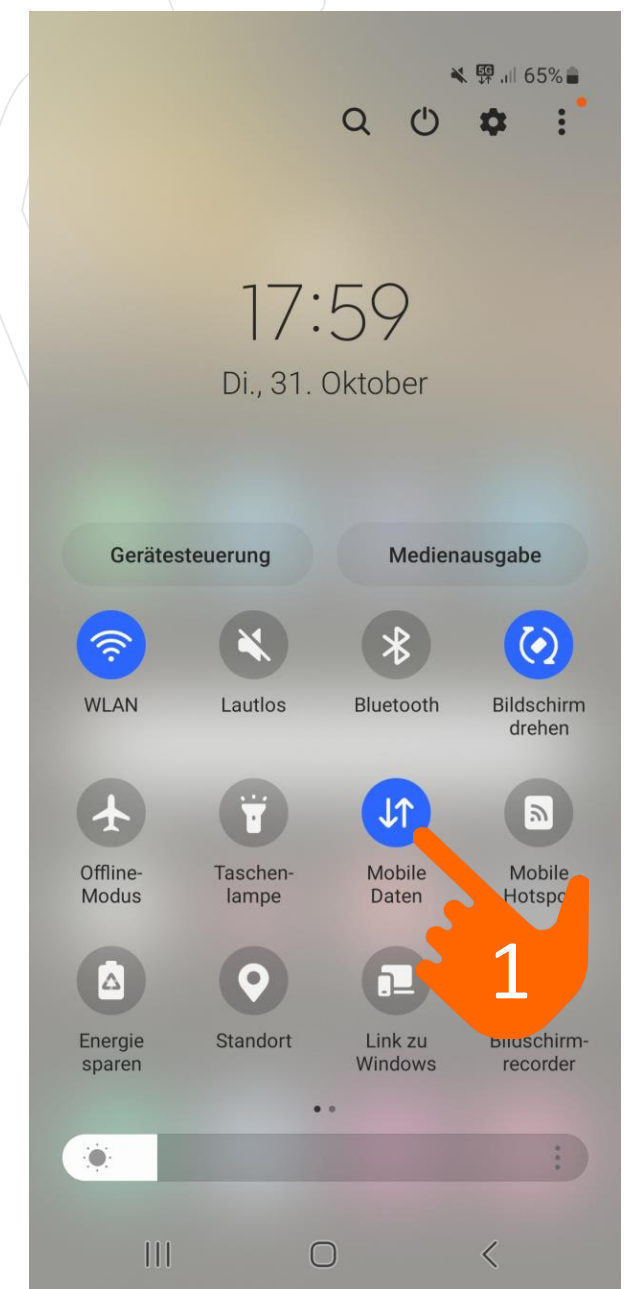 5G 65%
17:59
Di., 31. Oktober
Gerätesteuerung Medienausgabe
WLAN Lautlos Bluetooth Bildschirm
drehen
Offline- Taschen- Mobile Mobile
Modus lampe Daten Hotspo
1
Energie Standort Link zu Bildschirm-
sparen Windows recorder